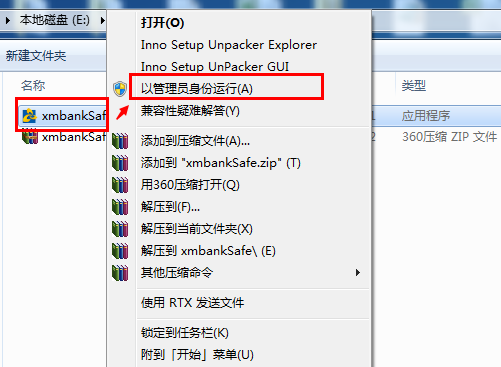 本地磁盘 (E:)
打开(O)
Inno Setup Unpacker Explorer
新建文件夹
Inno Setup UnPacker GUI
名称
以管理员身份运行(A)
类型
xmbankSaf
兼容性疑难解答(Y)
1
应用程序
xmbankSaf
添加到压缩文件(A)...
2
360压缩 ZIP 文件
添加到 "xmbankSafe.zip" (T)
用360压缩打开(Q)
解压到(F)...
解压到当前文件夹(X)
解压到 xmbankSafe\ (E)
其他压缩命令
使用 RTX 发送文件
锁定到任务栏(K)
附到「开始」菜单(U)